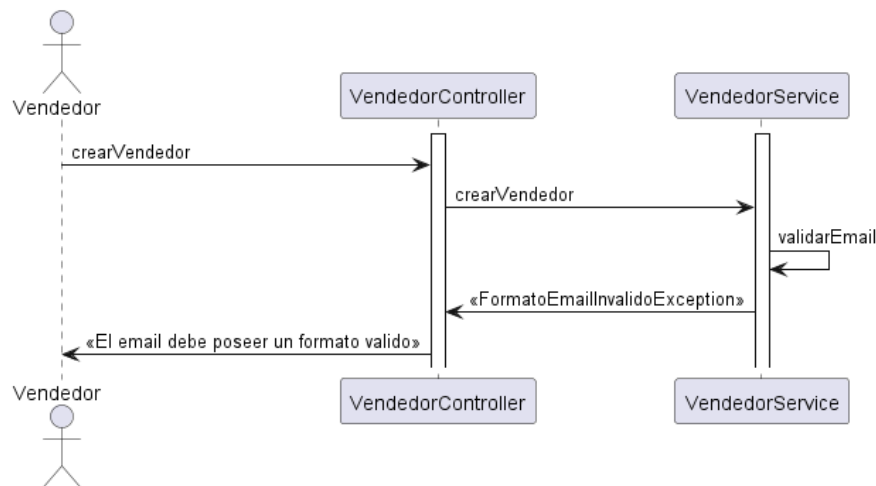 Vendedor
VendedorController
VendedorService
crearVendedor
crearVendedor
validarEmail
«FormatoEmailInvalidoException»
«El email debe poseer un formato valido»
Vendedor
VendedorController
VendedorService